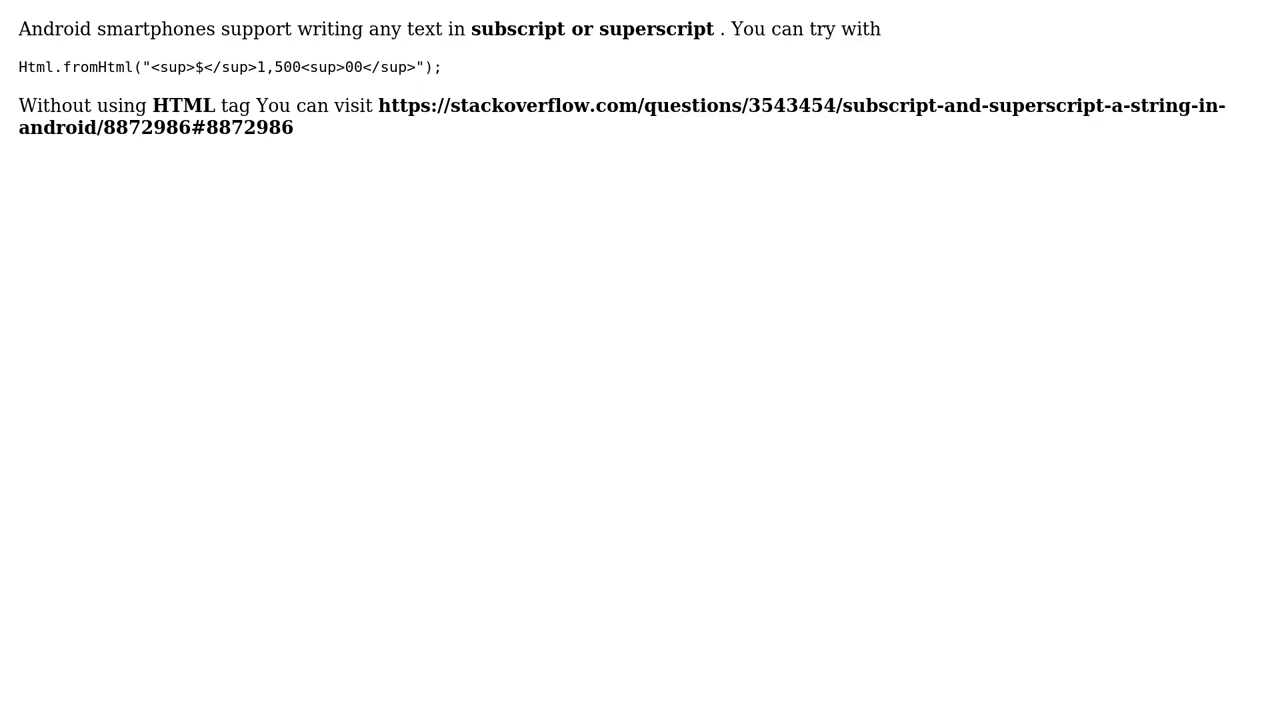 Android smartphones support writing any text in subscript or superscript . You can try with
Html.fromHtml("<sup>$</sup>1,500<sup>00</sup>");
Without using HTML tag You can visit https://stackoverflow.com/questions/3543454/subscript-and-superscript-a-string-in-
android/8872986#8872986